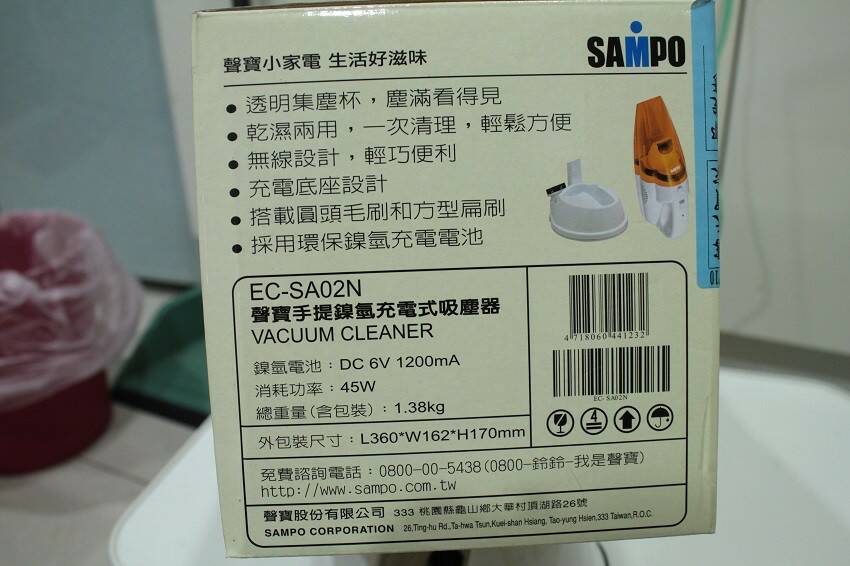 聲寶小家電 生活好滋味
SAMPO
• 透明集塵杯，塵滿看得見
• 乾濕兩用，一次清理，輕鬆方便
• 無線設計，輕巧便利
• 充電底座設計
• 搭載圓頭毛刷和方型扁刷
• 採用環保鎳氫充電電池
EC-SA02N
聲寶手提鎳氫充電式吸塵器
VACUUM CLEANER
鎳氫電池：DC 6V 1200mA
消耗功率：45W
總重量(含包裝)：1.38kg
外包裝尺寸：L360*W162*H170mm
4 718060 441232
EC- SA02N
4
免費諮詢電話：0800-00-5438(0800-鈴鈴-我是聲寶)
http://www.sampo.com.tw
聲寶股份有限公司 333 桃園縣龜山鄉大華村頂湖路26號
SAMPO CORPORATION 26,Ting-hu Rd.,Ta-hwa Tsun,Kuei-shan Hsiang, Tao-yung Hsien,333 Taiwan,R.O.C.